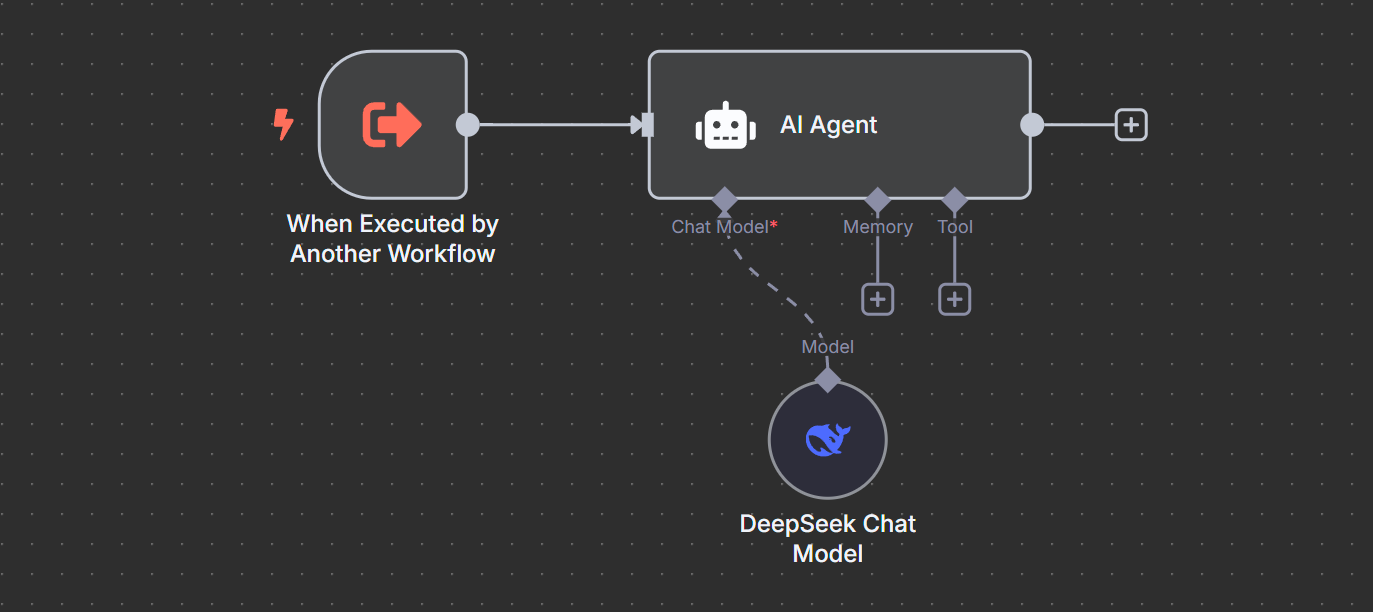 AI Agent
When Executed by
Another Workflow
Chat Model*
Memory
Tool
Model
DeepSeek Chat
Model